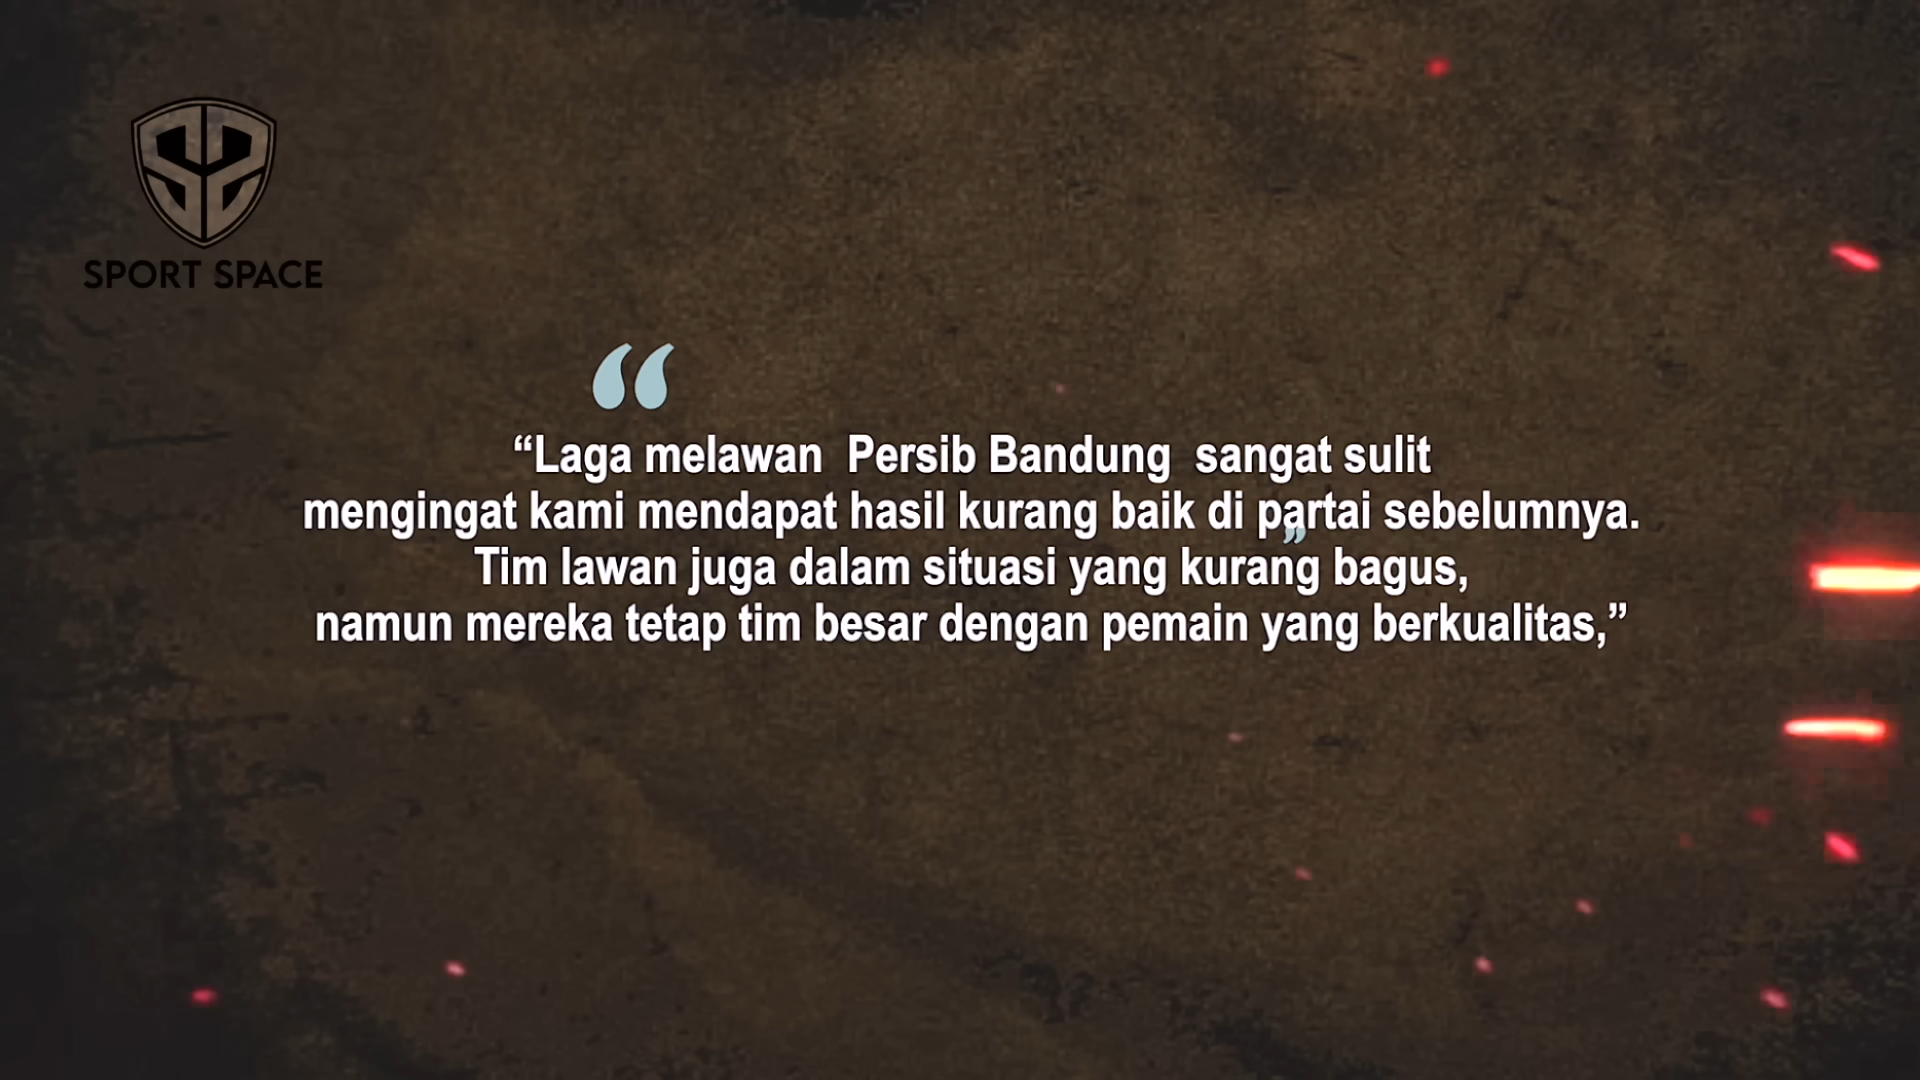 SPORT SPACE
“
“Laga melawan  Persib Bandung  sangat sulit
mengingat kami mendapat hasil kurang baik di partai sebelumnya.
”
Tim lawan juga dalam situasi yang kurang bagus,
namun mereka tetap tim besar dengan pemain yang berkualitas,”